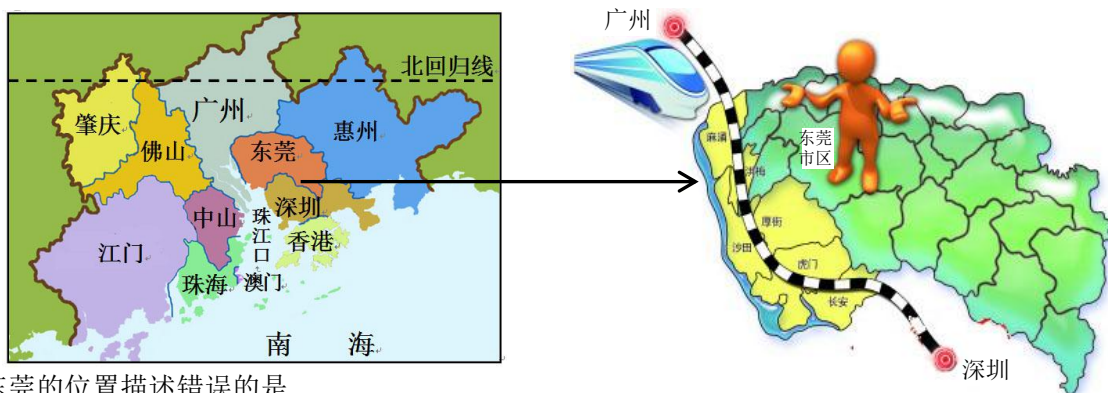 北回归线
肇庆
广州
惠州
佛山
东莞
中山
深圳
珠江口
香港
江门
珠海
澳门
南海
广州
麻涌
东莞
市区
洪梅
厚街
沙田
虎门
长安
深圳
东莞的位置描述错误的是